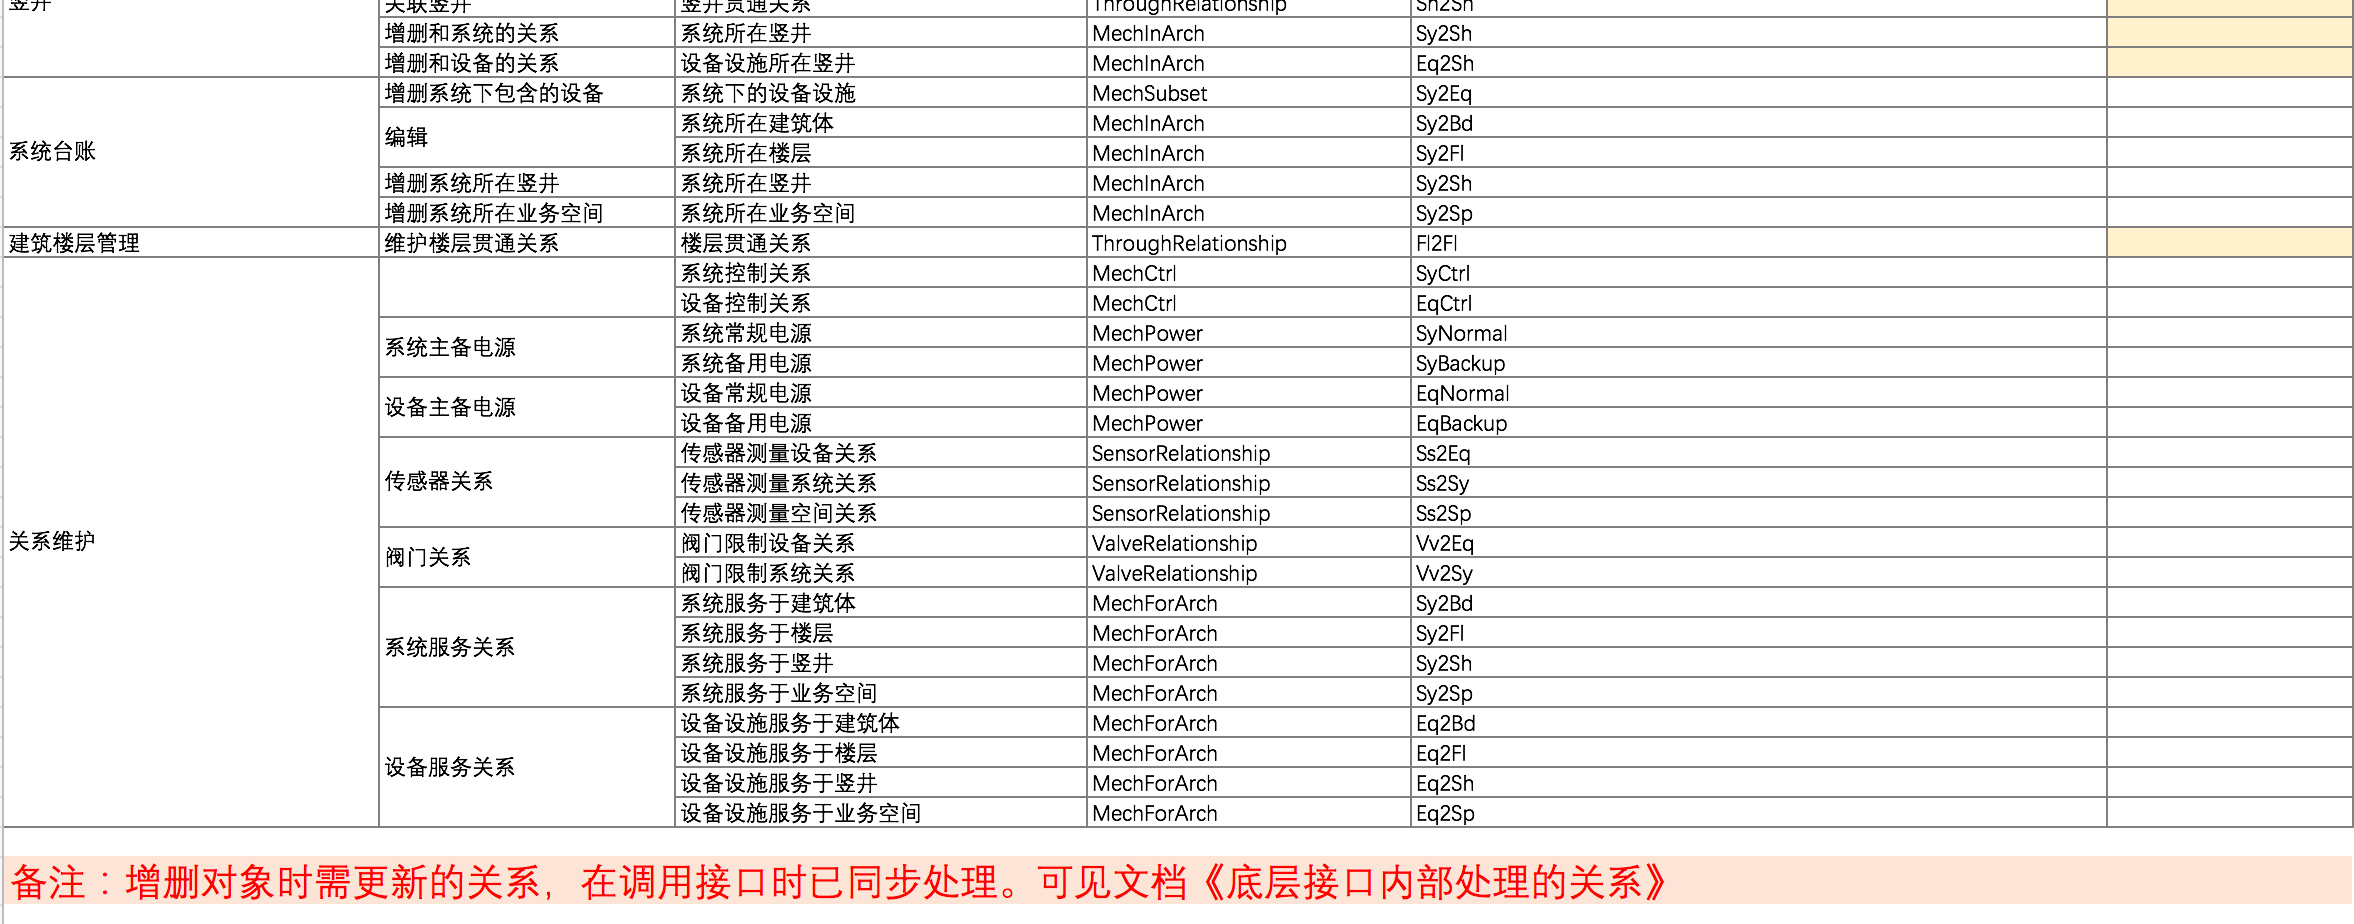 竖井 关联竖井 竖井贯通关系 ThroughRelationship Sh2Sh
增删和系统的关系 系统所在竖井 MechInArch Sy2Sh
增删和设备的关系 设备设施所在竖井 MechInArch Eq2Sh
系统台账
增删系统下包含的设备 系统下的设备设施 MechSubset Sy2Eq
编辑
系统所在建筑体 MechInArch Sy2Bd
系统所在楼层 MechInArch Sy2Fl
增删系统所在竖井 系统所在竖井 MechInArch Sy2Sh
增删系统所在业务空间 系统所在业务空间 MechInArch Sy2Sp
建筑楼层管理 维护楼层贯通关系 楼层贯通关系 ThroughRelationship Fl2Fl
关系维护
系统控制关系 MechCtrl SyCtrl
设备控制关系 MechCtrl EqCtrl
系统主备电源
系统常规电源 MechPower SyNormal
系统备用电源 MechPower SyBackup
设备主备电源
设备常规电源 MechPower EqNormal
设备备用电源 MechPower EqBackup
传感器关系
传感器测量设备关系 SensorRelationship Ss2Eq
传感器测量系统关系 SensorRelationship Ss2Sy
传感器测量空间关系 SensorRelationship Ss2Sp
阀门关系
阀门限制设备关系 ValveRelationship Vv2Eq
阀门限制系统关系 ValveRelationship Vv2Sy
系统服务关系
系统服务于建筑体 MechForArch Sy2Bd
系统服务于楼层 MechForArch Sy2Fl
系统服务于竖井 MechForArch Sy2Sh
系统服务于业务空间 MechForArch Sy2Sp
设备服务关系
设备设施服务于建筑体 MechForArch Eq2Bd
设备设施服务于楼层 MechForArch Eq2Fl
设备设施服务于竖井 MechForArch Eq2Sh
设备设施服务于业务空间 MechForArch Eq2Sp
备注：增删对象时需更新的关系，在调用接口时已同步处理。可见文档《底层接口内部处理的关系》